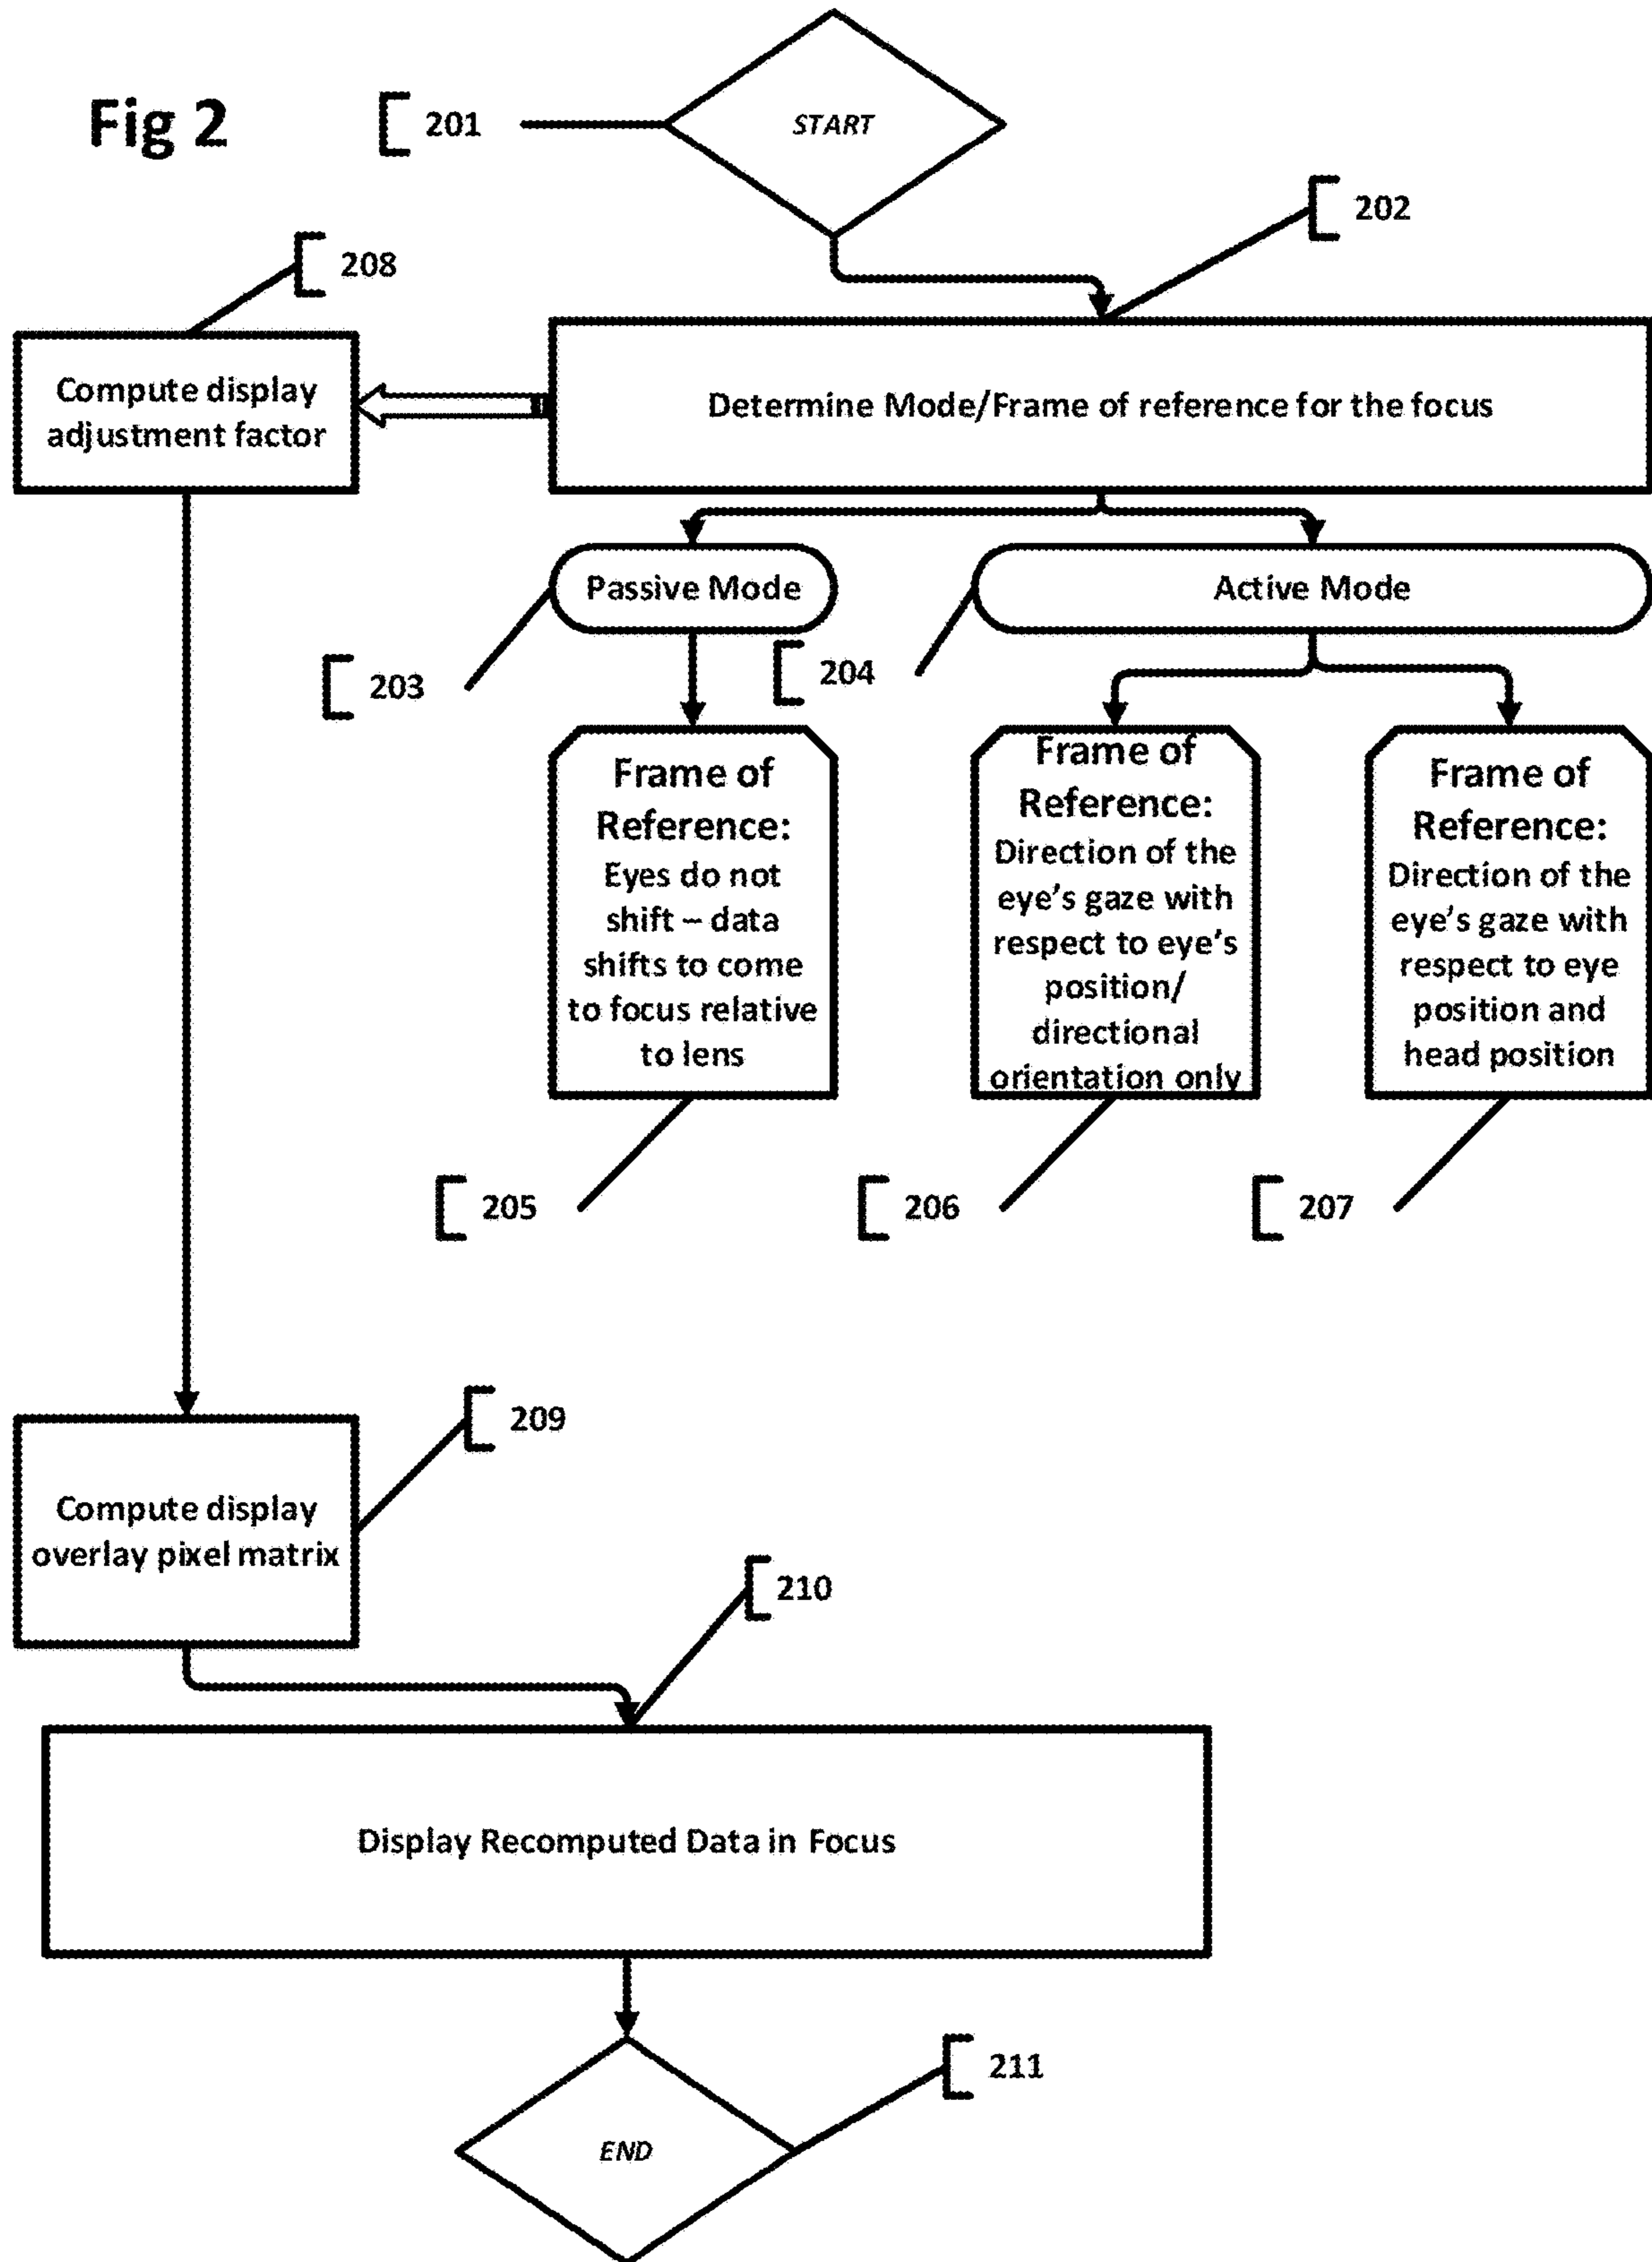 Fig 2
201
START
202
208
Compute display
adjustment factor
Determine Mode/Frame of reference for the focus
Passive Mode
Active Mode
203
204
Frame of
Reference:
Eyes do not
shift – data
shifts to come
to focus relative
to lens
Frame of
Reference:
Direction of the
eye's gaze with
respect to eye's
position/
directional
orientation only
Frame of
Reference:
Direction of the
eye's gaze with
respect to eye
position and
head position
205
206
207
209
Compute display
overlay pixel matrix
210
Display Recomputed Data in Focus
211
END